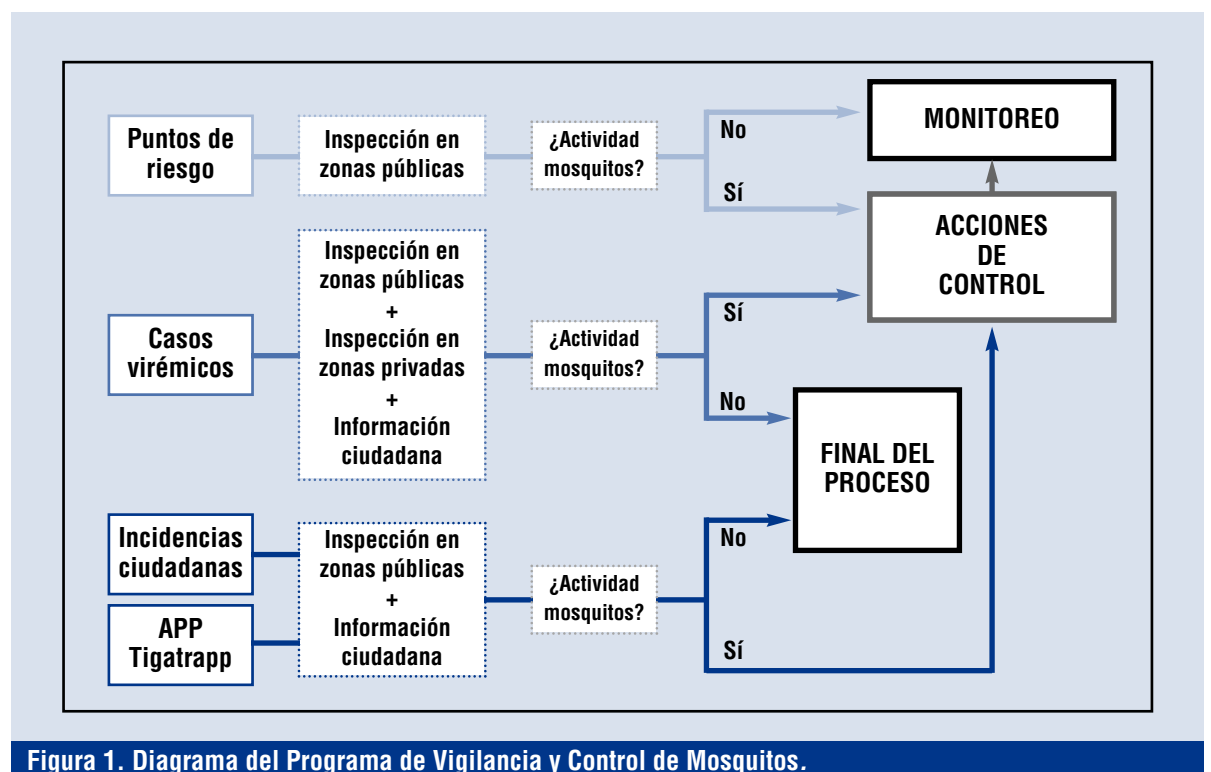 Puntos de
riesgo
Inspección en
zonas públicas
¿Actividad
mosquitos?
No
Sí
MONITOREO
ACCIONES
DE
CONTROL
Casos
virémicos
Inspección en
zonas públicas
+
Inspección en
zonas privadas
+
Información
ciudadana
¿Actividad
mosquitos?
Sí
No
FINAL DEL
PROCESO
Incidencias
ciudadanas
APP
Tigatrapp
Inspección en
zonas públicas
+
Información
ciudadana
¿Actividad
mosquitos?
No
Sí
Figura 1. Diagrama del Programa de Vigilancia y Control de Mosquitos.